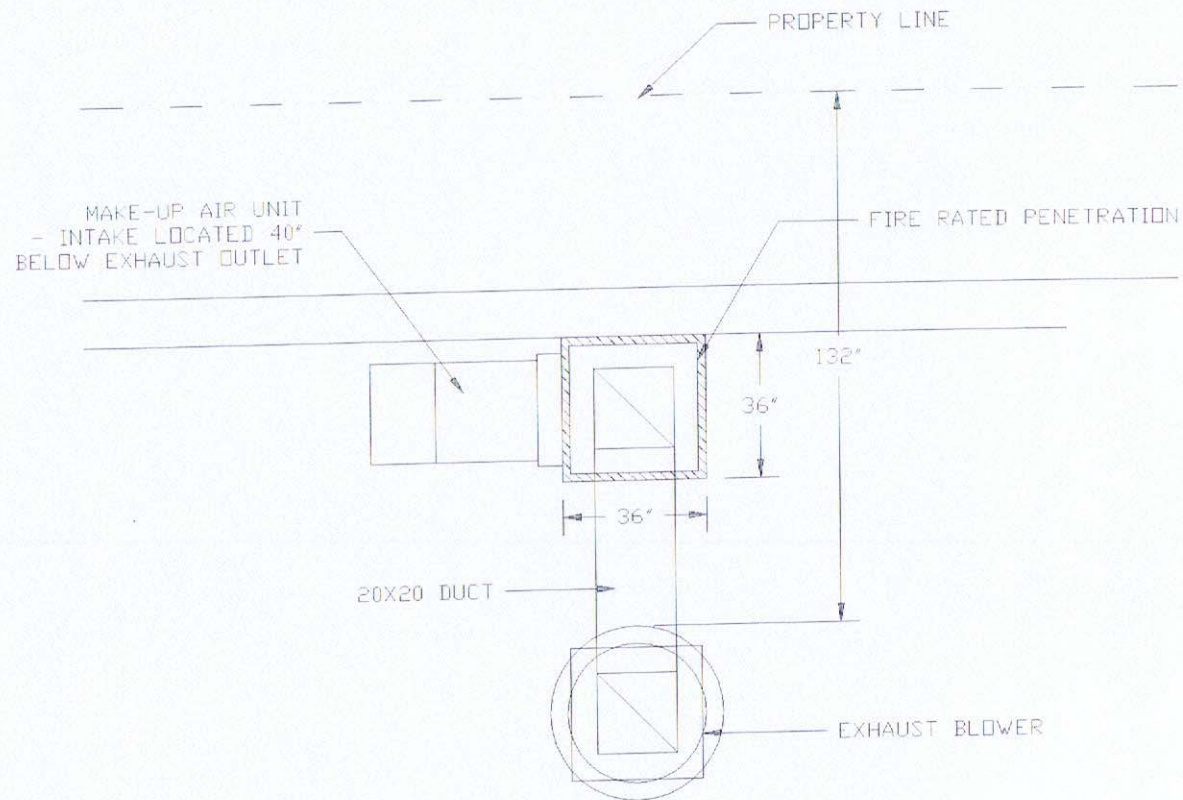 PROPERTY LINE
MAKE-UP AIR UNIT
- INTAKE LOCATED 40"
BELOW EXHAUST OUTLET
FIRE RATED PENETRATION
132"
36"
36"
20X20 DUCT
EXHAUST BLOWER